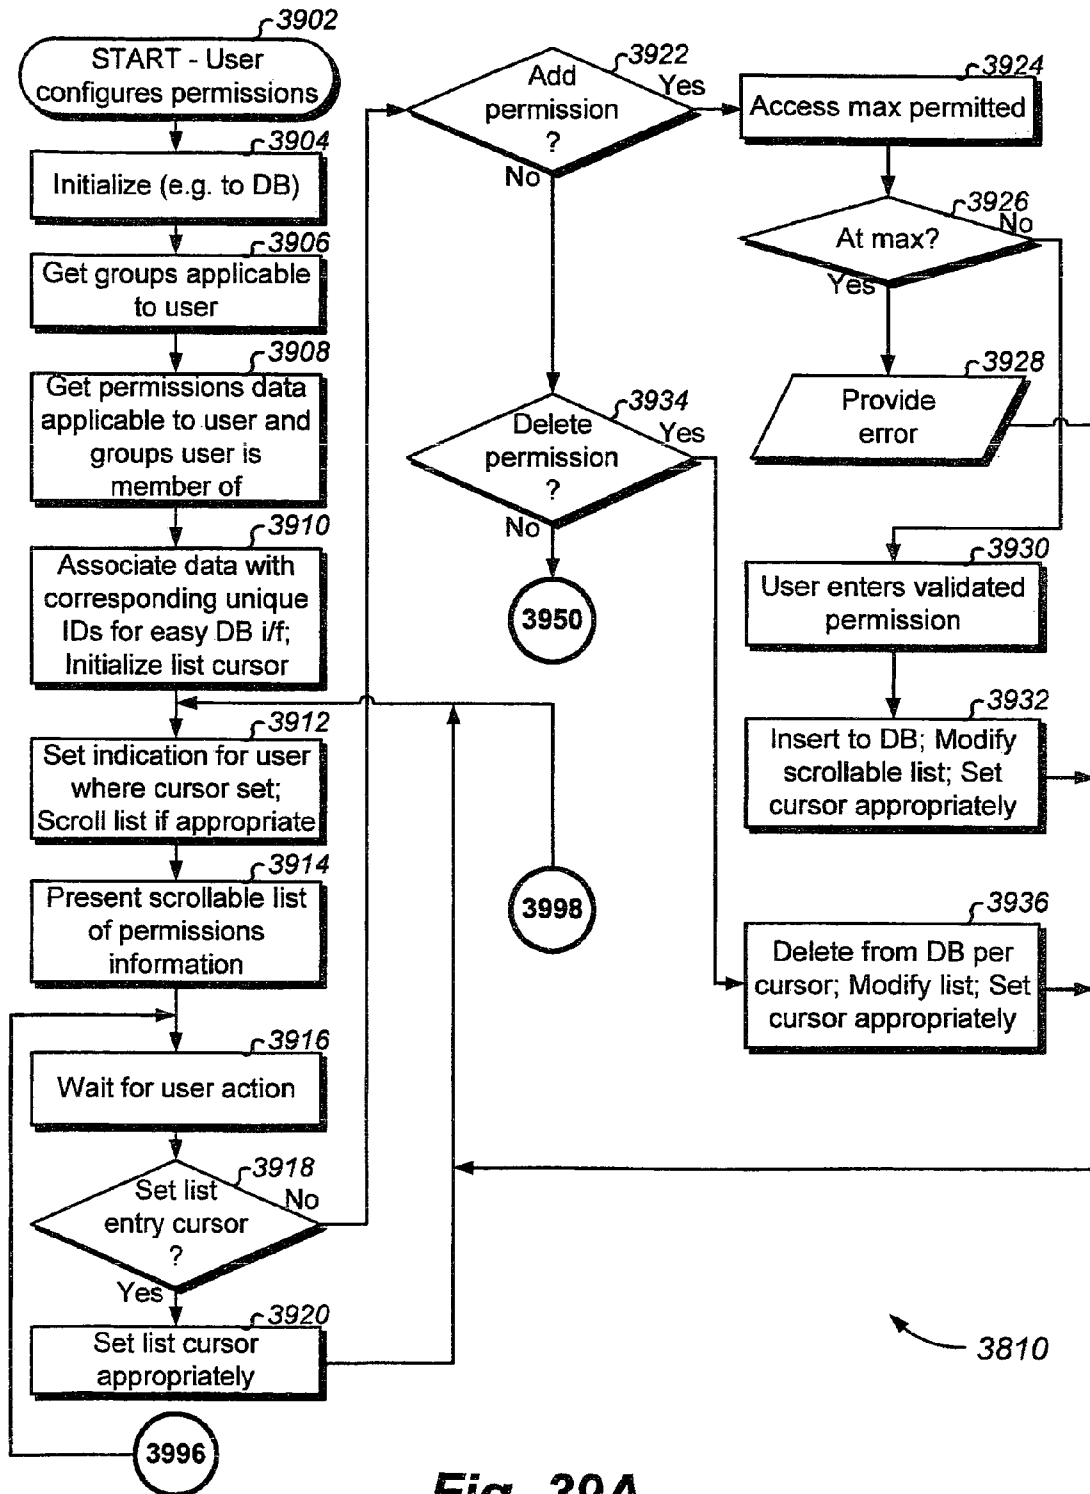 3902
START - User
configures permissions
3904
Initialize (e.g. to DB)
3906
Get groups applicable
to user
3908
Get permissions data
applicable to user and
groups user is
member of
3910
Associate data with
corresponding unique
IDs for easy DB i/f;
Initialize list cursor
3912
Set indication for user
where cursor set;
Scroll list if appropriate
3914
Present scrollable list
of permissions
information
3916
Wait for user action
3918
Set list
entry cursor
?
No
Yes
3920
Set list cursor
appropriately
3996
3922
Add
permission
?
Yes
No
3934
Delete
permission
?
Yes
No
3950
3998
3924
Access max permitted
3926
At max?
No
Yes
3928
Provide
error
3930
User enters validated
permission
3932
Insert to DB; Modify
scrollable list; Set
cursor appropriately
3936
Delete from DB per
cursor; Modify list; Set
cursor appropriately
3810
Fig. 39A